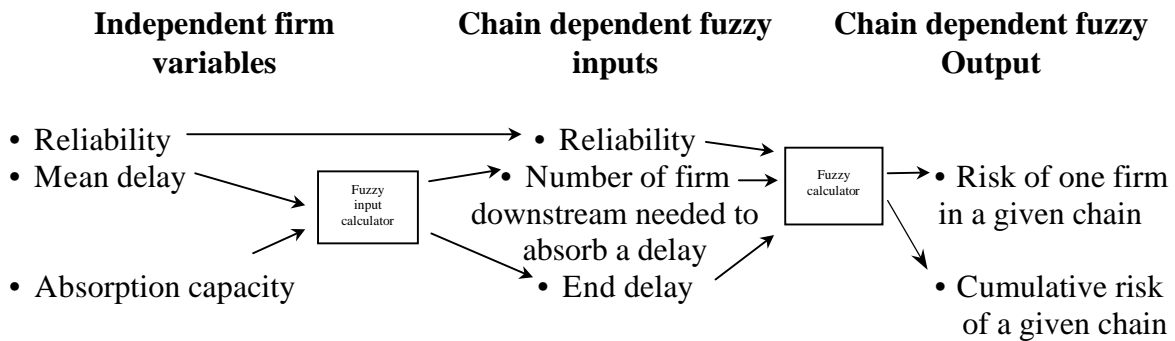 Independent firm
variables
Chain dependent fuzzy
inputs
Chain dependent fuzzy
Output
• Reliability
• Mean delay
• Absorption capacity
Fuzzy
input
calculator
• Reliability
• Number of firm
downstream needed to
absorb a delay
• End delay
Fuzzy
calculator
• Risk of one firm
in a given chain
• Cumulative risk
of a given chain